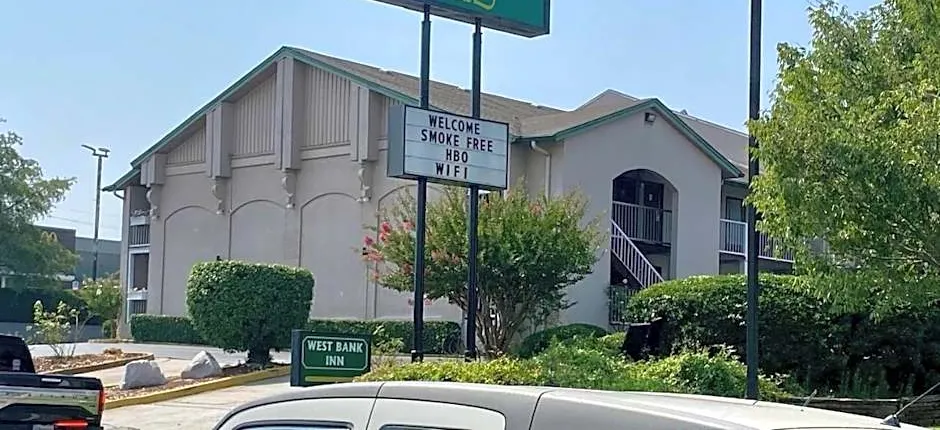 WELCOME
SMOKE FREE
HBO
WIFI
WEST BANK
INN